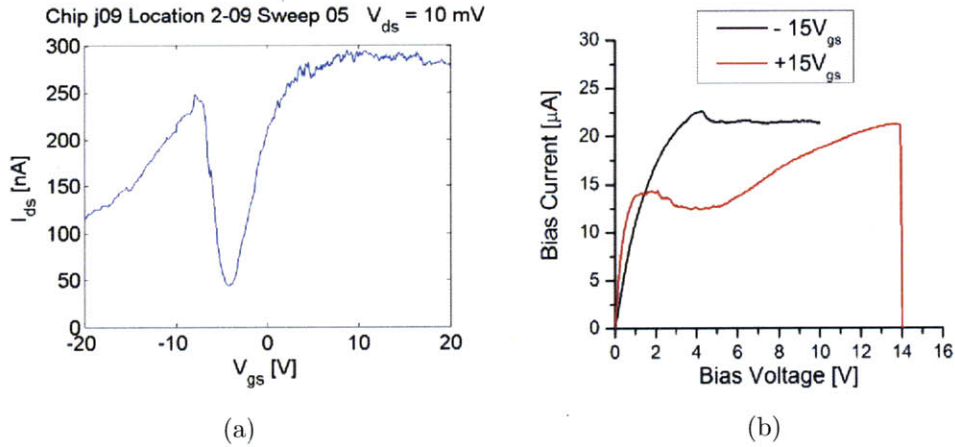 Chip j09 Location 2-09 Sweep 05 V_ds = 10 mV
300
250
200
150
100
50
0
I_ds [nA]
-20 -10 0 10 20
V_gs [V]
(a)
- 15V_gs
+15V_gs
30
25
20
15
10
5
0
Bias Current [μA]
0 2 4 6 8 10 12 14 16
Bias Voltage [V]
(b)